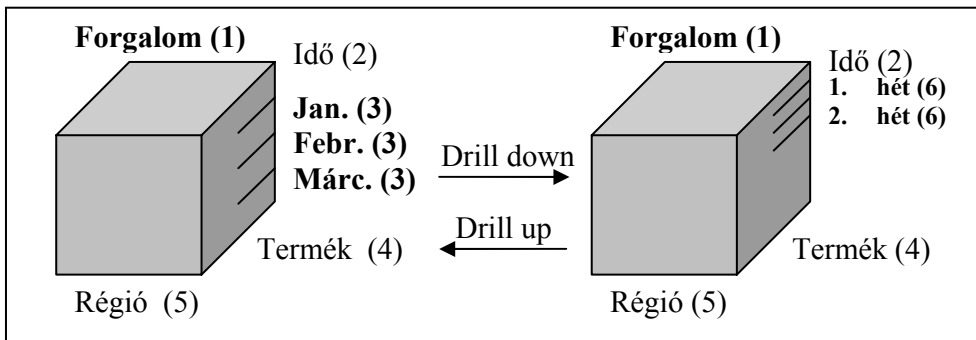 Forgalom (1)
Idő (2)
Jan. (3)
Febr. (3)
Márc. (3)
Termék (4)
Régió (5)
Drill down
Drill up
Forgalom (1)
Idő (2)
1. hét (6)
2. hét (6)
Termék (4)
Régió (5)